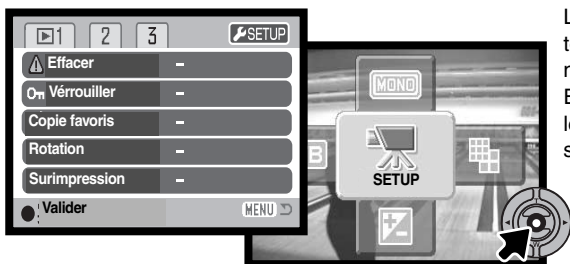 1 2 3 SETUP
Effacer –
Vérrouiller –
Copie favoris –
Rotation –
Surimpression –
Valider MENU
MONO
B
SETUP
L
t
r
E
l
s